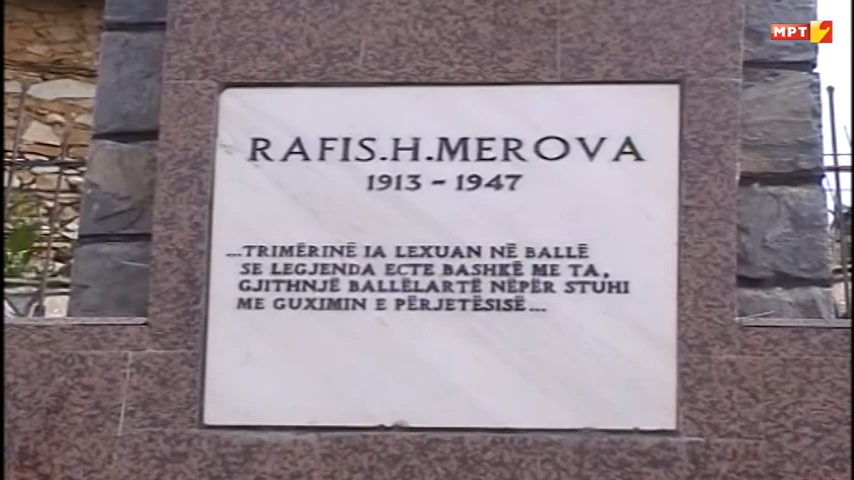 МРТ 2
RAFIS.H.MEROVA
1913 - 1947
...TRIMËRINË IA LEXUAN NË BALLË
SE LEGJENDA ECTE BASHKË ME TA,
GJITHNJË BALLËLARTË NËPËR STUHI
ME GUXIMIN E PËRJETËSISË...